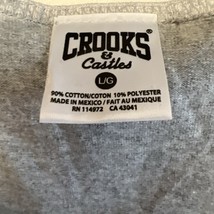 CROOKS®
&
Castles
L/G
90% COTTON/COTON 10% POLYESTER
MADE IN MEXICO / FAIT AU MEXIQUE
RN 114972 CA 43041